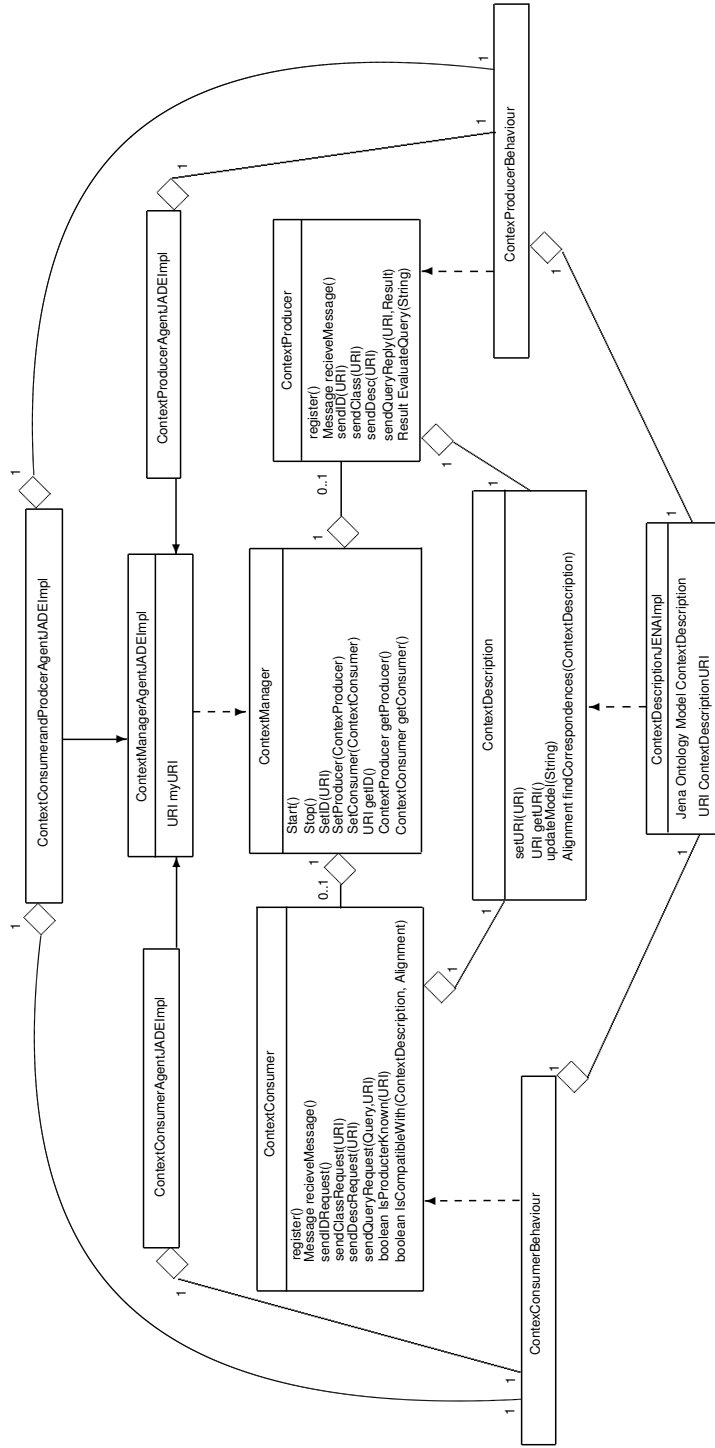 1
1
ContextConsumerandProdcerAgentJADEImpl
1
1
ContextConsumerAgentJADEImpl
ContextManagerAgentJADEImpl
URI myURI
ContextProducerAgentJADEImpl
ContextConsumer
register()
Message recieveMessage()
sendIDRequest()
sendClassRequest(URI)
sendDescRequest(URI)
sendQueryRequest(Query,URI)
boolean IsProducterKnown(URI)
boolean IsCompatibleWith(ContextDescription, Alignment)
0..1
1
ContextManager
Start()
Stop()
SetID(URI)
SetProducer(ContexProducer)
SetConsumer(ContextConsumer)
URI getID()
ContextProducer getProducer()
ContextConsumer getConsumer()
1
0..1
ContextProducer
register()
Message recieveMessage()
sendID(URI)
sendClass(URI)
sendDesc(URI)
sendQueryReply(URI,Result)
Result EvaluateQuery(String)
1
1
1
1
ContextDescription
setURI(URI)
URI getURI()
updateModel(String)
Alignment findCorrespondences(ContextDescription)
1
1
ContexConsumerBehaviour
1
1
ContexProducerBehaviour
1
1
1
1
ContextDescriptionJENAImpl
Jena Ontology Model ContextDescription
URI ContextDescriptionURI